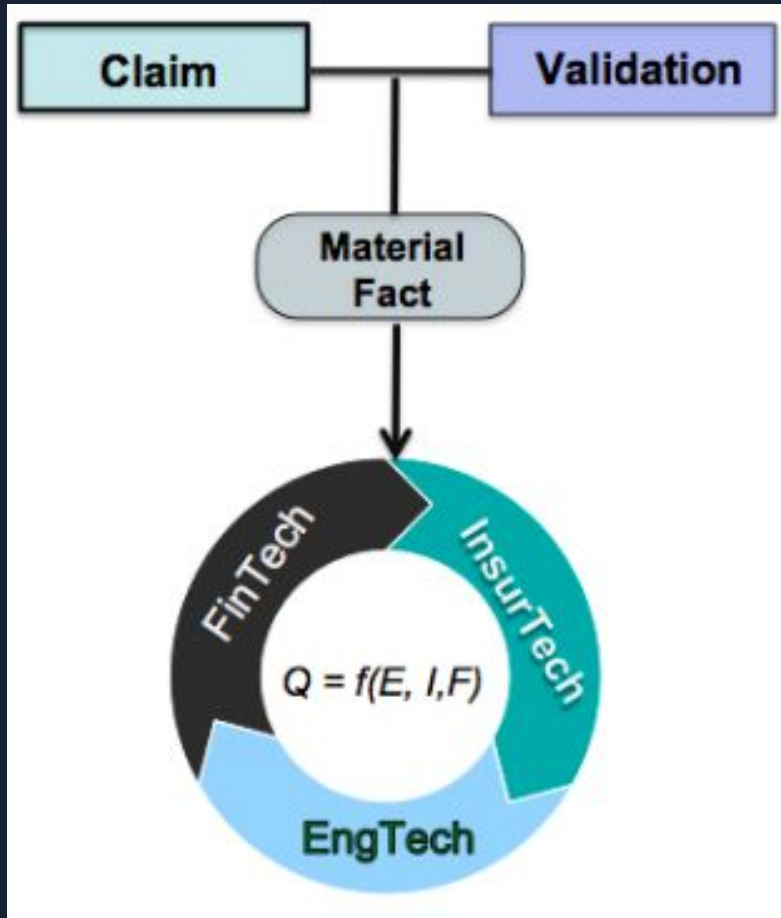 Claim
Validation
Material
Fact
FinTech
InsurTech
Q = f(E, I,F)
EngTech